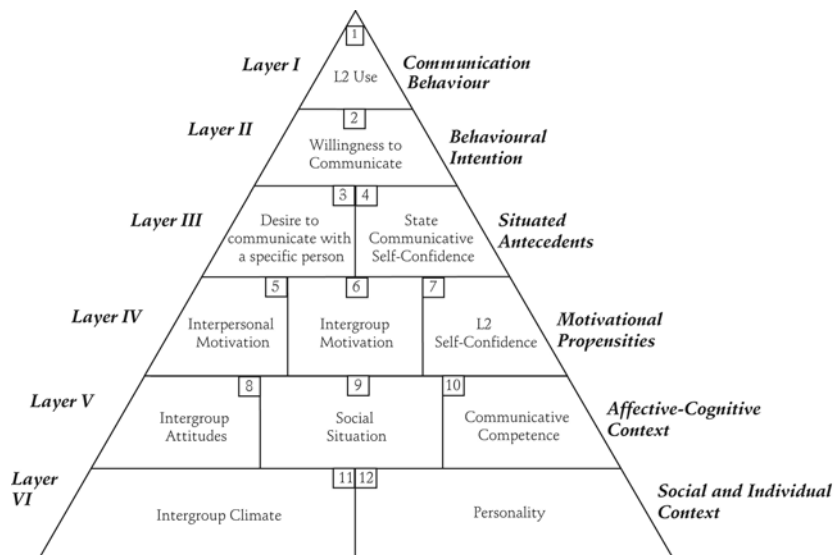 1
Layer I
Communication
Behaviour
L2 Use
Layer II
2
Behavioural
Intention
Willingness to
Communicate
Layer III
3
4
Situated
Antecedents
Desire to
communicate with
a specific person
State
Communicative
Self-Confidence
Layer IV
5
6
7
Motivational
Propensities
Interpersonal
Motivation
Intergroup
Motivation
L2
Self-Confidence
Layer V
8
9
10
Affective-Cognitive
Context
Intergroup
Attitudes
Social
Situation
Communicative
Competence
Layer
VI
11
12
Social and Individual
Context
Intergroup Climate
Personality